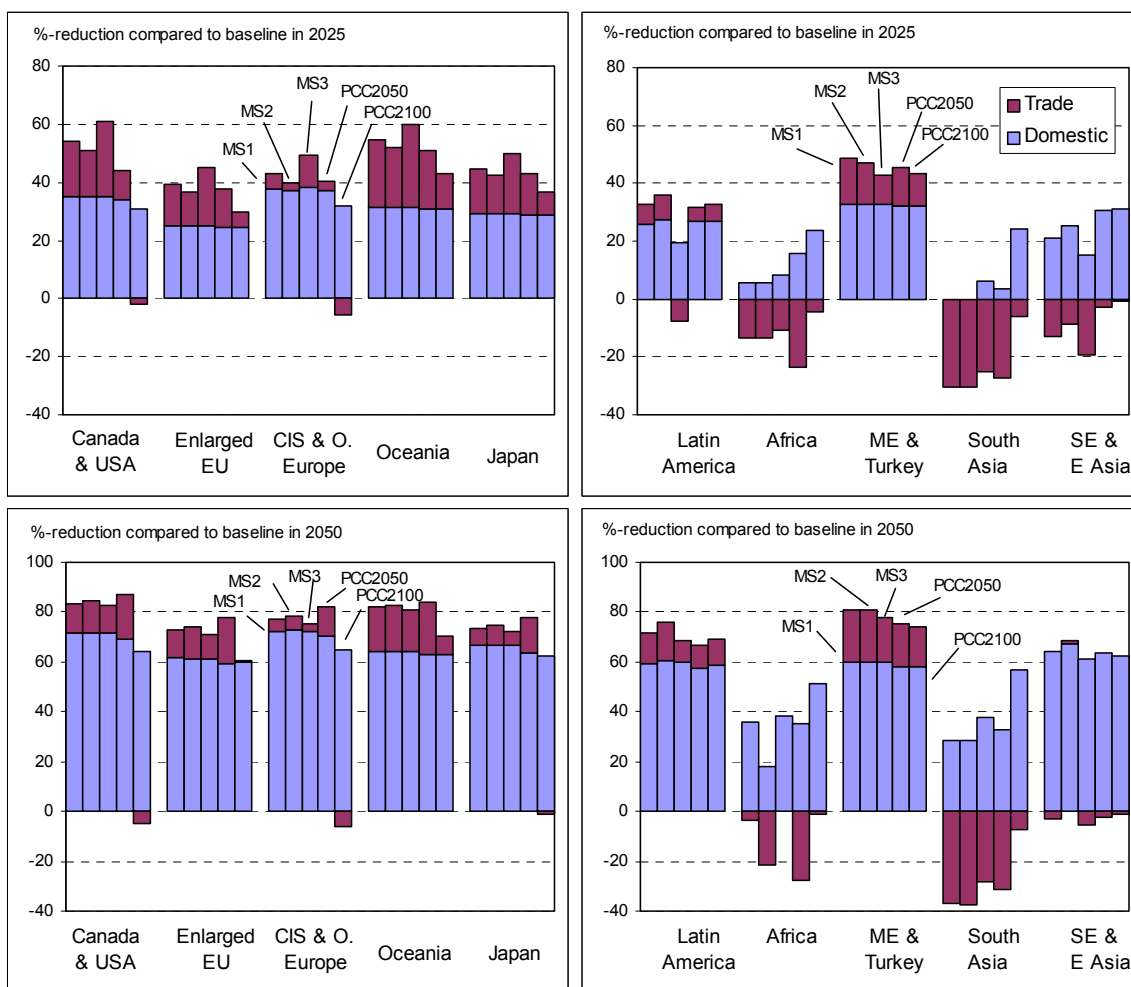 %-reduction compared to baseline in 2025
80
60
40
20
0
-20
-40
MS1
MS2
MS3
PCC2050
PCC2100
Canada
& USA
Enlarged
EU
CIS & O.
Europe
Oceania
Japan
%-reduction compared to baseline in 2025
80
60
40
20
0
-20
-40
MS1
MS2
MS3
PCC2050
PCC2100
Trade
Domestic
Latin
America
Africa
ME &
Turkey
South
Asia
SE &
E Asia
%-reduction compared to baseline in 2050
100
80
60
40
20
0
-20
-40
MS1
MS2
MS3
PCC2050
PCC2100
Canada
& USA
Enlarged
EU
CIS & O.
Europe
Oceania
Japan
%-reduction compared to baseline in 2050
100
80
60
40
20
0
-20
-40
MS1
MS2
MS3
PCC2050
PCC2100
Latin
America
Africa
ME &
Turkey
South
Asia
SE &
E Asia